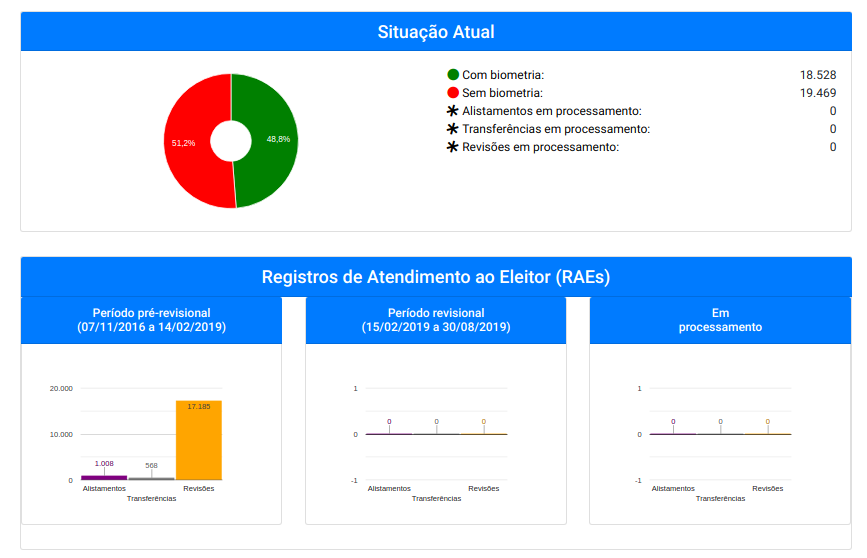 Situação Atual
51,2%
48,8%
Com biometria: 18.528
Sem biometria: 19.469
Alistamentos em processamento: 0
Transferências em processamento: 0
Revisões em processamento: 0
Registros de Atendimento ao Eleitor (RAEs)
Período pré-revisional
(07/11/2016 a 14/02/2019)
20.000
10.000
0
1.008
568
17.185
Alistamentos
Transferências
Revisões
Período revisional
(15/02/2019 a 30/08/2019)
1
0
-1
0
0
0
Alistamentos
Transferências
Revisões
Em
processamento
1
0
-1
0
0
0
Alistamentos
Transferências
Revisões